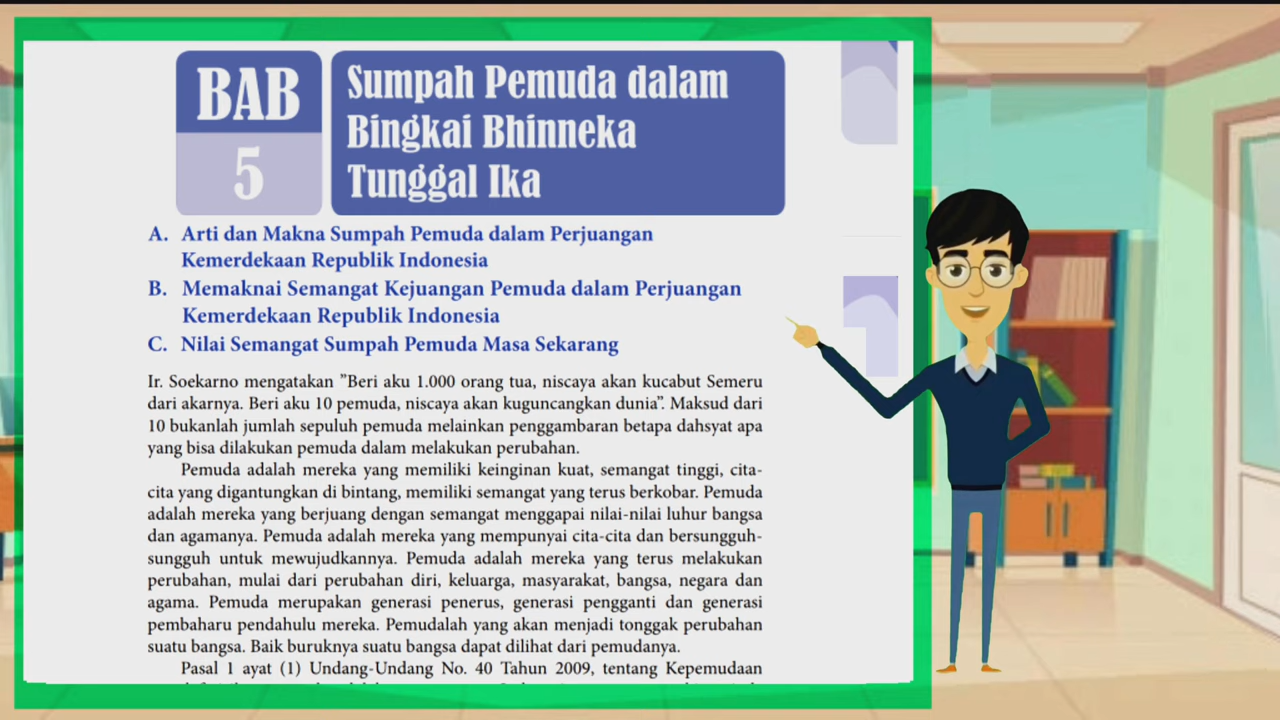 BAB
5
Sumpah Pemuda dalam
Bingkai Bhinneka
Tunggal Ika
A. Arti dan Makna Sumpah Pemuda dalam Perjuangan
Kemerdekaan Republik Indonesia
B. Memaknai Semangat Kejuangan Pemuda dalam Perjuangan
Kemerdekaan Republik Indonesia
C. Nilai Semangat Sumpah Pemuda Masa Sekarang
Ir. Soekarno mengatakan ”Beri aku 1.000 orang tua, niscaya akan kucabut Semeru
dari akarnya. Beri aku 10 pemuda, niscaya akan kuguncangkan dunia”. Maksud dari
10 bukanlah jumlah sepuluh pemuda melainkan penggambaran betapa dahsyat apa
yang bisa dilakukan pemuda dalam melakukan perubahan.
Pemuda adalah mereka yang memiliki keinginan kuat, semangat tinggi, cita-
cita yang digantungkan di bintang, memiliki semangat yang terus berkobar. Pemuda
adalah mereka yang berjuang dengan semangat menggapai nilai-nilai luhur bangsa
dan agamanya. Pemuda adalah mereka yang mempunyai cita-cita dan bersungguh-
sungguh untuk mewujudkannya. Pemuda adalah mereka yang terus melakukan
perubahan, mulai dari perubahan diri, keluarga, masyarakat, bangsa, negara dan
agama. Pemuda merupakan generasi penerus, generasi pengganti dan generasi
pembaharu pendahulu mereka. Pemudalah yang akan menjadi tonggak perubahan
suatu bangsa. Baik buruknya suatu bangsa dapat dilihat dari pemudanya.
Pasal 1 ayat (1) Undang-Undang No. 40 Tahun 2009, tentang Kepemudaan